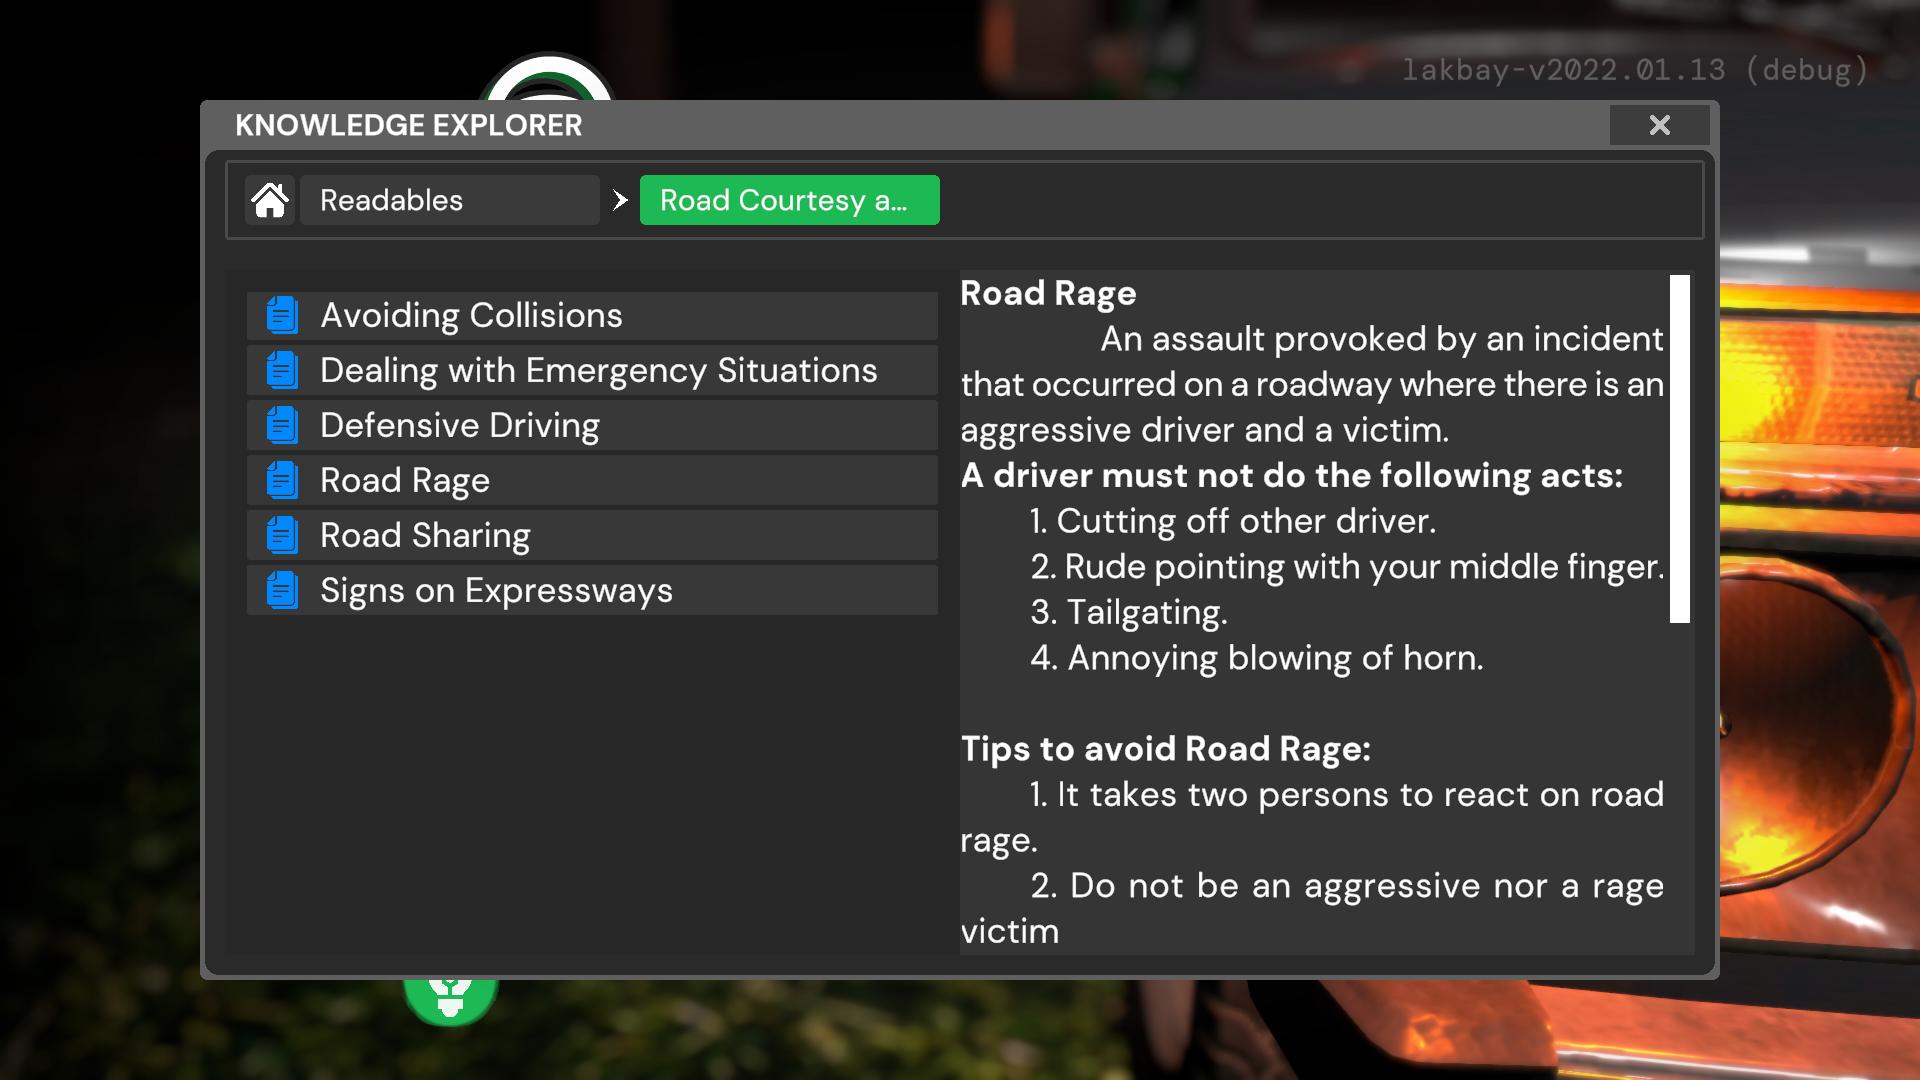 lakbay-v2022.01.13 (debug)
KNOWLEDGE EXPLORER
Readables
Road Courtesy a...
Avoiding Collisions
Dealing with Emergency Situations
Defensive Driving
Road Rage
Road Sharing
Signs on Expressways
Road Rage
An assault provoked by an incident
that occurred on a roadway where there is an
aggressive driver and a victim.
A driver must not do the following acts:
1. Cutting off other driver.
2. Rude pointing with your middle finger.
3. Tailgating.
4. Annoying blowing of horn.
Tips to avoid Road Rage:
1. It takes two persons to react on road
rage.
2. Do not be an aggressive nor a rage
victim